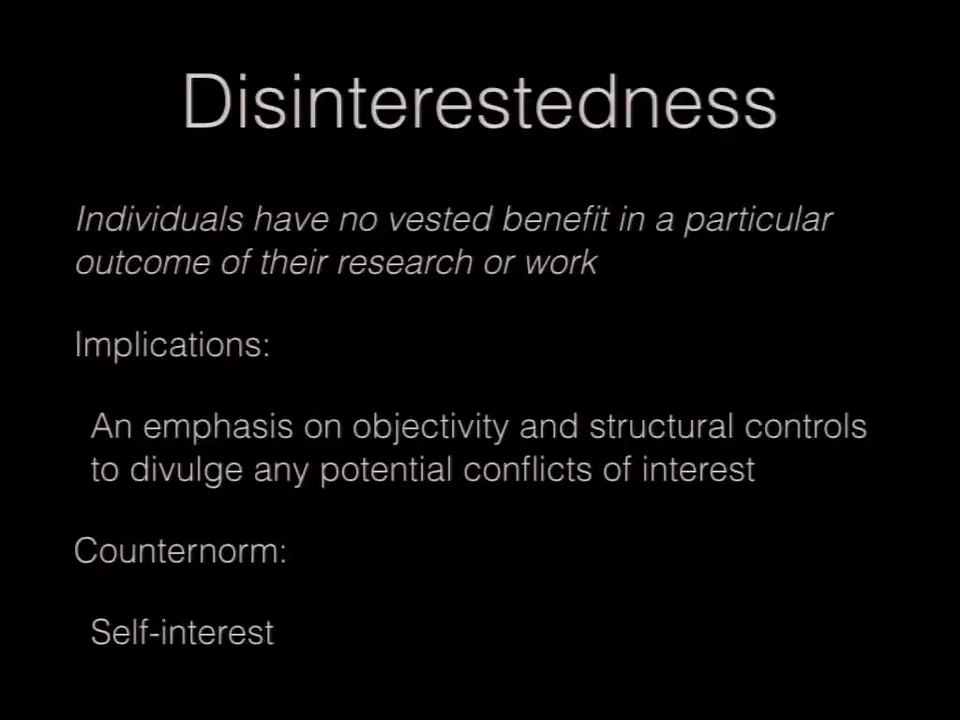 Disinterestedness
Individuals have no vested benefit in a particular
outcome of their research or work
Implications:
An emphasis on objectivity and structural controls
to divulge any potential conflicts of interest
Counternorm:
Self-interest